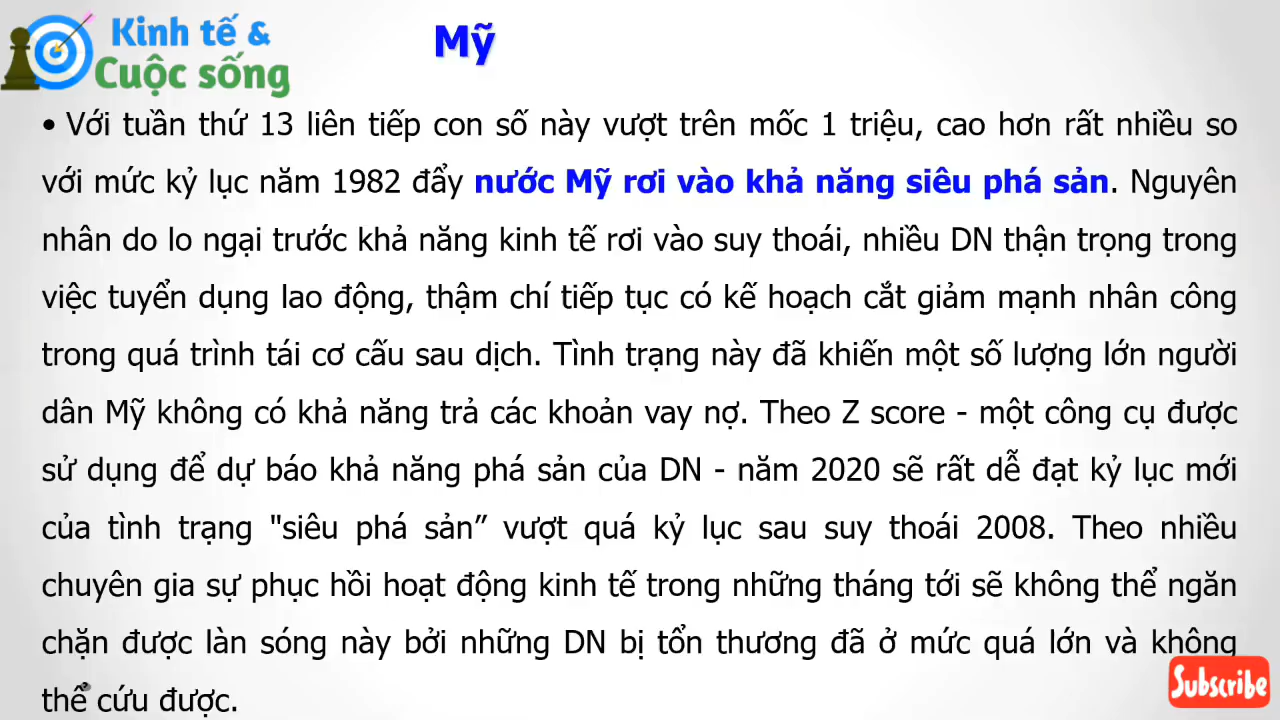 Kinh tế &
Cuộc sống
Mỹ
• Với tuần thứ 13 liên tiếp con số này vượt trên mốc 1 triệu, cao hơn rất nhiều so
với mức kỷ lục năm 1982 đẩy nước Mỹ rơi vào khả năng siêu phá sản. Nguyên
nhân do lo ngại trước khả năng kinh tế rơi vào suy thoái, nhiều DN thận trọng trong
việc tuyển dụng lao động, thậm chí tiếp tục có kế hoạch cắt giảm mạnh nhân công
trong quá trình tái cơ cấu sau dịch. Tình trạng này đã khiến một số lượng lớn người
dân Mỹ không có khả năng trả các khoản vay nợ. Theo Z score - một công cụ được
sử dụng để dự báo khả năng phá sản của DN - năm 2020 sẽ rất dễ đạt kỷ lục mới
của tình trạng "siêu phá sản” vượt quá kỷ lục sau suy thoái 2008. Theo nhiều
chuyên gia sự phục hồi hoạt động kinh tế trong những tháng tới sẽ không thể ngăn
chặn được làn sóng này bởi những DN bị tổn thương đã ở mức quá lớn và không
thể cứu được.
Subscribe